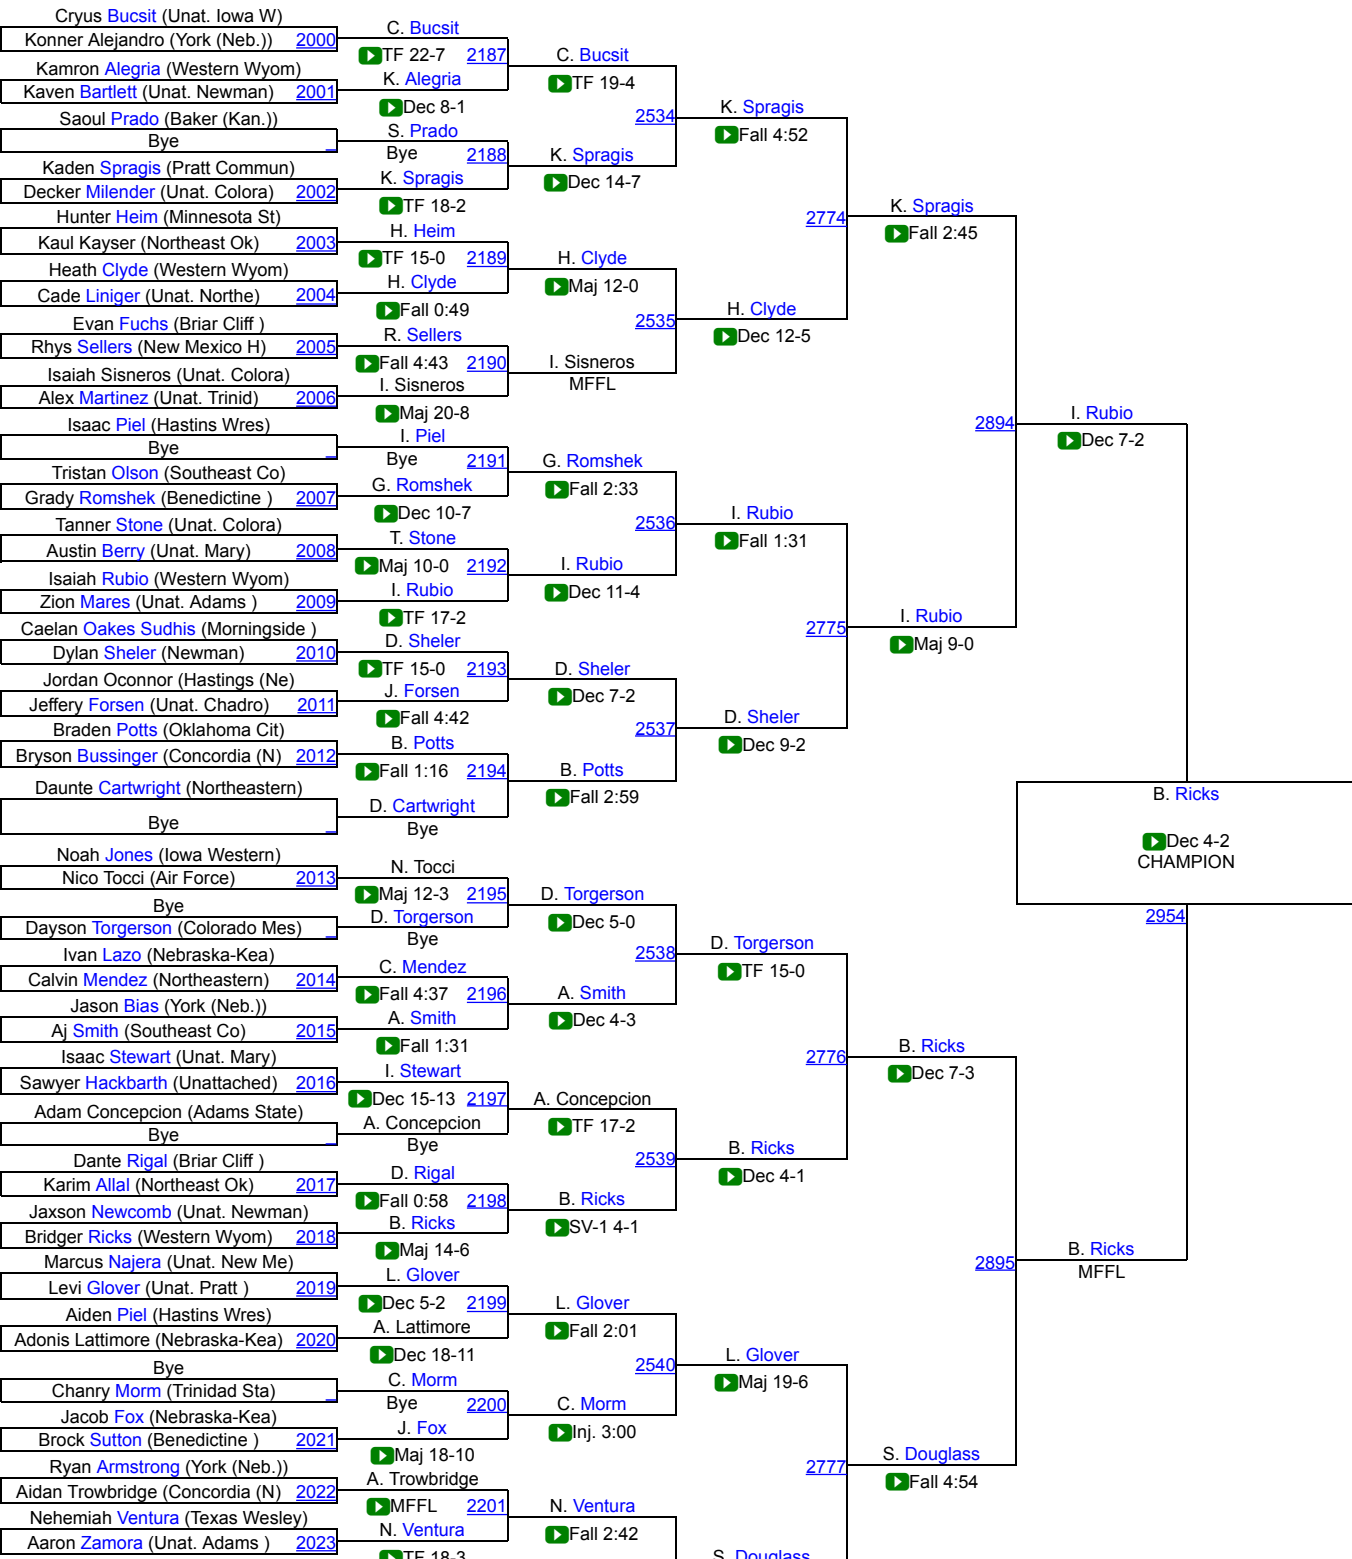 Cryus Bucsit (Unat. Iowa W)
Konner Alejandro (York (Neb.)) 2000
Kamron Alegria (Western Wyom)
Kaven Bartlett (Unat. Newman) 2001
Saoul Prado (Baker (Kan.))
Bye
Kaden Spragis (Pratt Commun)
Decker Milender (Unat. Colora) 2002
Hunter Heim (Minnesota St)
Kaul Kayser (Northeast Ok) 2003
Heath Clyde (Western Wyom)
Cade Liniger (Unat. Northe) 2004
Evan Fuchs (Briar Cliff )
Rhys Sellers (New Mexico H) 2005
Isaiah Sisneros (Unat. Colora)
Alex Martinez (Unat. Trinid) 2006
Isaac Piel (Hastins Wres)
Bye
Tristan Olson (Southeast Co)
Grady Romshek (Benedictine ) 2007
Tanner Stone (Unat. Colora)
Austin Berry (Unat. Mary) 2008
Isaiah Rubio (Western Wyom)
Zion Mares (Unat. Adams ) 2009
Caelan Oakes Sudhis (Morningside )
Dylan Sheler (Newman) 2010
Jordan Oconnor (Hastings (Ne)
Jeffery Forsen (Unat. Chadro) 2011
Braden Potts (Oklahoma Cit)
Bryson Bussinger (Concordia (N) 2012
Daunte Cartwright (Northeastern)
Bye
Noah Jones (Iowa Western)
Nico Tocci (Air Force) 2013
Bye
Dayson Torgerson (Colorado Mes)
Ivan Lazo (Nebraska-Kea)
Calvin Mendez (Northeastern) 2014
Jason Bias (York (Neb.))
Aj Smith (Southeast Co) 2015
Isaac Stewart (Unat. Mary)
Sawyer Hackbarth (Unattached) 2016
Adam Concepcion (Adams State)
Bye
Dante Rigal (Briar Cliff )
Karim Allal (Northeast Ok) 2017
Jaxson Newcomb (Unat. Newman)
Bridger Ricks (Western Wyom) 2018
Marcus Najera (Unat. New Me)
Levi Glover (Unat. Pratt ) 2019
Aiden Piel (Hastins Wres)
Adonis Lattimore (Nebraska-Kea) 2020
Bye
Chanry Morm (Trinidad Sta)
Jacob Fox (Nebraska-Kea)
Brock Sutton (Benedictine ) 2021
Ryan Armstrong (York (Neb.))
Aidan Trowbridge (Concordia (N) 2022
Nehemiah Ventura (Texas Wesley)
Aaron Zamora (Unat. Adams ) 2023
C. Bucsit
TF 22-7 2187
K. Alegria
Dec 8-1
S. Prado
Bye 2188
K. Spragis
TF 18-2
H. Heim
TF 15-0 2189
H. Clyde
Fall 0:49
R. Sellers
Fall 4:43 2190
I. Sisneros
Maj 20-8
I. Piel
Bye 2191
G. Romshek
Dec 10-7
T. Stone
Maj 10-0 2192
I. Rubio
TF 17-2
D. Sheler
TF 15-0 2193
J. Forsen
Fall 4:42
B. Potts
Fall 1:16 2194
D. Cartwright
Bye
N. Tocci
Maj 12-3 2195
D. Torgerson
Bye
C. Mendez
Fall 4:37 2196
A. Smith
Fall 1:31
I. Stewart
Dec 15-13 2197
A. Concepcion
Bye
D. Rigal
Fall 0:58 2198
B. Ricks
Maj 14-6
L. Glover
Dec 5-2 2199
A. Lattimore
Dec 18-11
C. Morm
Bye 2200
J. Fox
Maj 18-10
A. Trowbridge
MFFL 2201
N. Ventura
TF 18-3
C. Bucsit
TF 19-4
2534
K. Spragis
Dec 14-7
H. Clyde
Maj 12-0
2535
I. Sisneros
MFFL
G. Romshek
Fall 2:33
2536
I. Rubio
Dec 11-4
D. Sheler
Dec 7-2
2537
B. Potts
Fall 2:59
D. Torgerson
Dec 5-0
2538
A. Smith
Dec 4-3
A. Concepcion
TF 17-2
2539
B. Ricks
SV-1 4-1
L. Glover
Fall 2:01
2540
C. Morm
Inj. 3:00
N. Ventura
Fall 2:42
K. Spragis
Fall 4:52
2774
H. Clyde
Dec 12-5
I. Rubio
Fall 1:31
2775
D. Sheler
Dec 9-2
D. Torgerson
TF 15-0
2776
B. Ricks
Dec 4-1
L. Glover
Maj 19-6
2777
S. Douglass
K. Spragis
Fall 2:45
2894
I. Rubio
Maj 9-0
B. Ricks
Dec 7-3
2895
S. Douglass
Fall 4:54
I. Rubio
Dec 7-2
B. Ricks
Dec 4-2
CHAMPION
2954
B. Ricks
MFFL